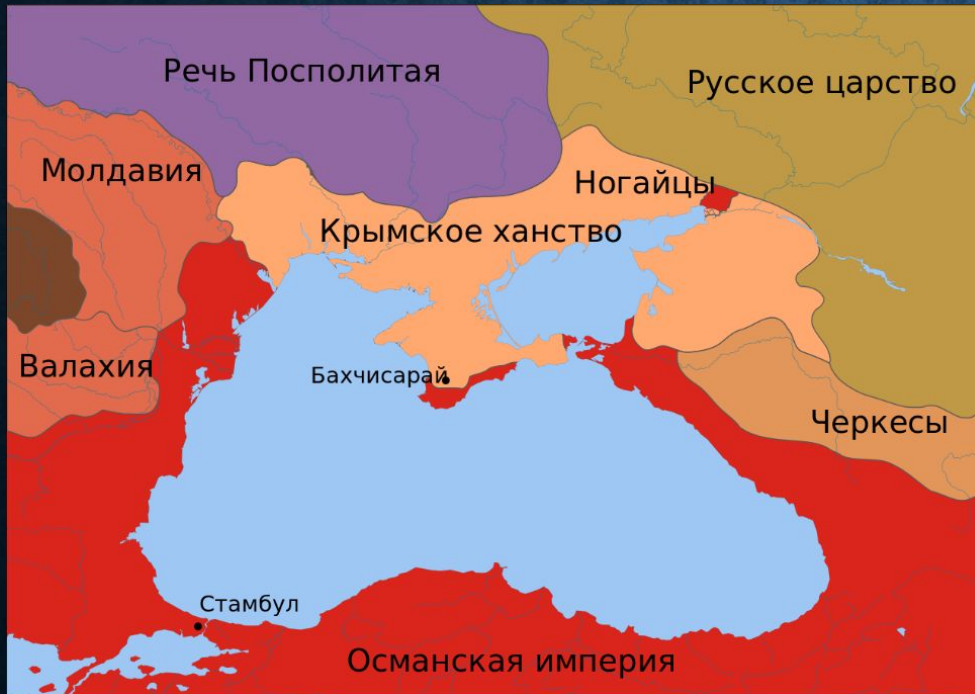 Речь Посполитая
Русское царство
Молдавия
Ногайцы
Крымское ханство
Валахия
Бахчисарай
Черкесы
Стамбул
Османская империя